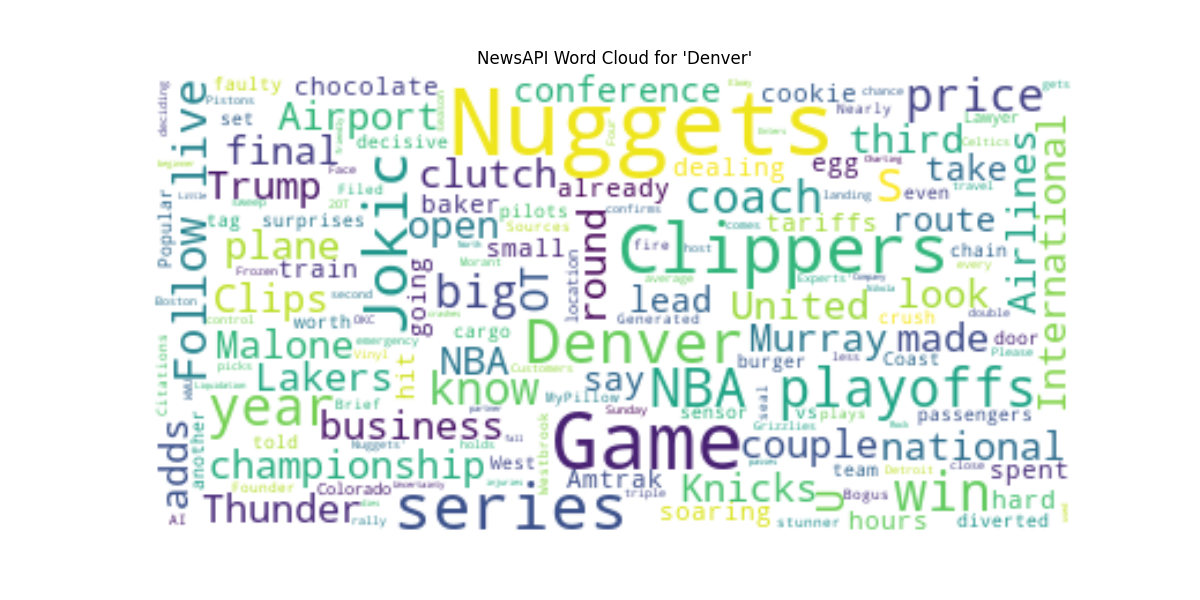 NewsAPI Word Cloud for 'Denver'
deciding
faulty
chocolate
conference
cookie
chance
price
gets
Pistons
set
Airport
Nuggets
Nearly
Lawyer
live
Follow
decisive
third
Celtics
final
Face
clutch
dealing
egg
Charling
take
Airlines
International
beginner
Trump
Filed
Jokic
already
coach
S
even
landing
travel
Popular
Little
sweep
2OT
baker
pilots
confirms
tag
surprises
open
Sources
round
comes
tariffs
route
plane
small
Clippers
fire
host
chain
North
Morant
every
Frozen
train
going
big
OT
location
average
Experts
Company
Nikola
Boston
Clips
second
lead
United
look
double
control
worth
OKC
Generated
crush
cargo
crashes
Malone
emergency
Vinyl
Denver
Murray
made
door
Please
Citations
picks
Lakers
hit
NBA
Customers
burger
less
Coast
Liquidation
know
say
NBA
playoffs
MyPillow
seal
year
Brief
partner
Sunday
sensor
vs
plays
passengers
adds
another
business
Game
Grizzlies
Rock
told
Nuggets'
holds
fall
Westbrook
couple
national
championship
West
passes
team
Detroit
close
spent
Founder
Colorado
Uncertainty
injuries
Amtrak
triple
Knicks
U
Bogus
win
hard
AI
Thunder
rally
series
soaring
stunner
hours
diverted